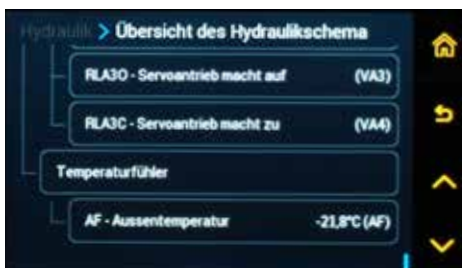 Hydraulik > Übersicht des Hydraulikschema
RLA3O - Servoantrieb macht auf (VA3)
RLA3C - Servoantrieb macht zu (VA4)
Temperaturfühler
AF - Aussentemperatur -21,8°C (AF)